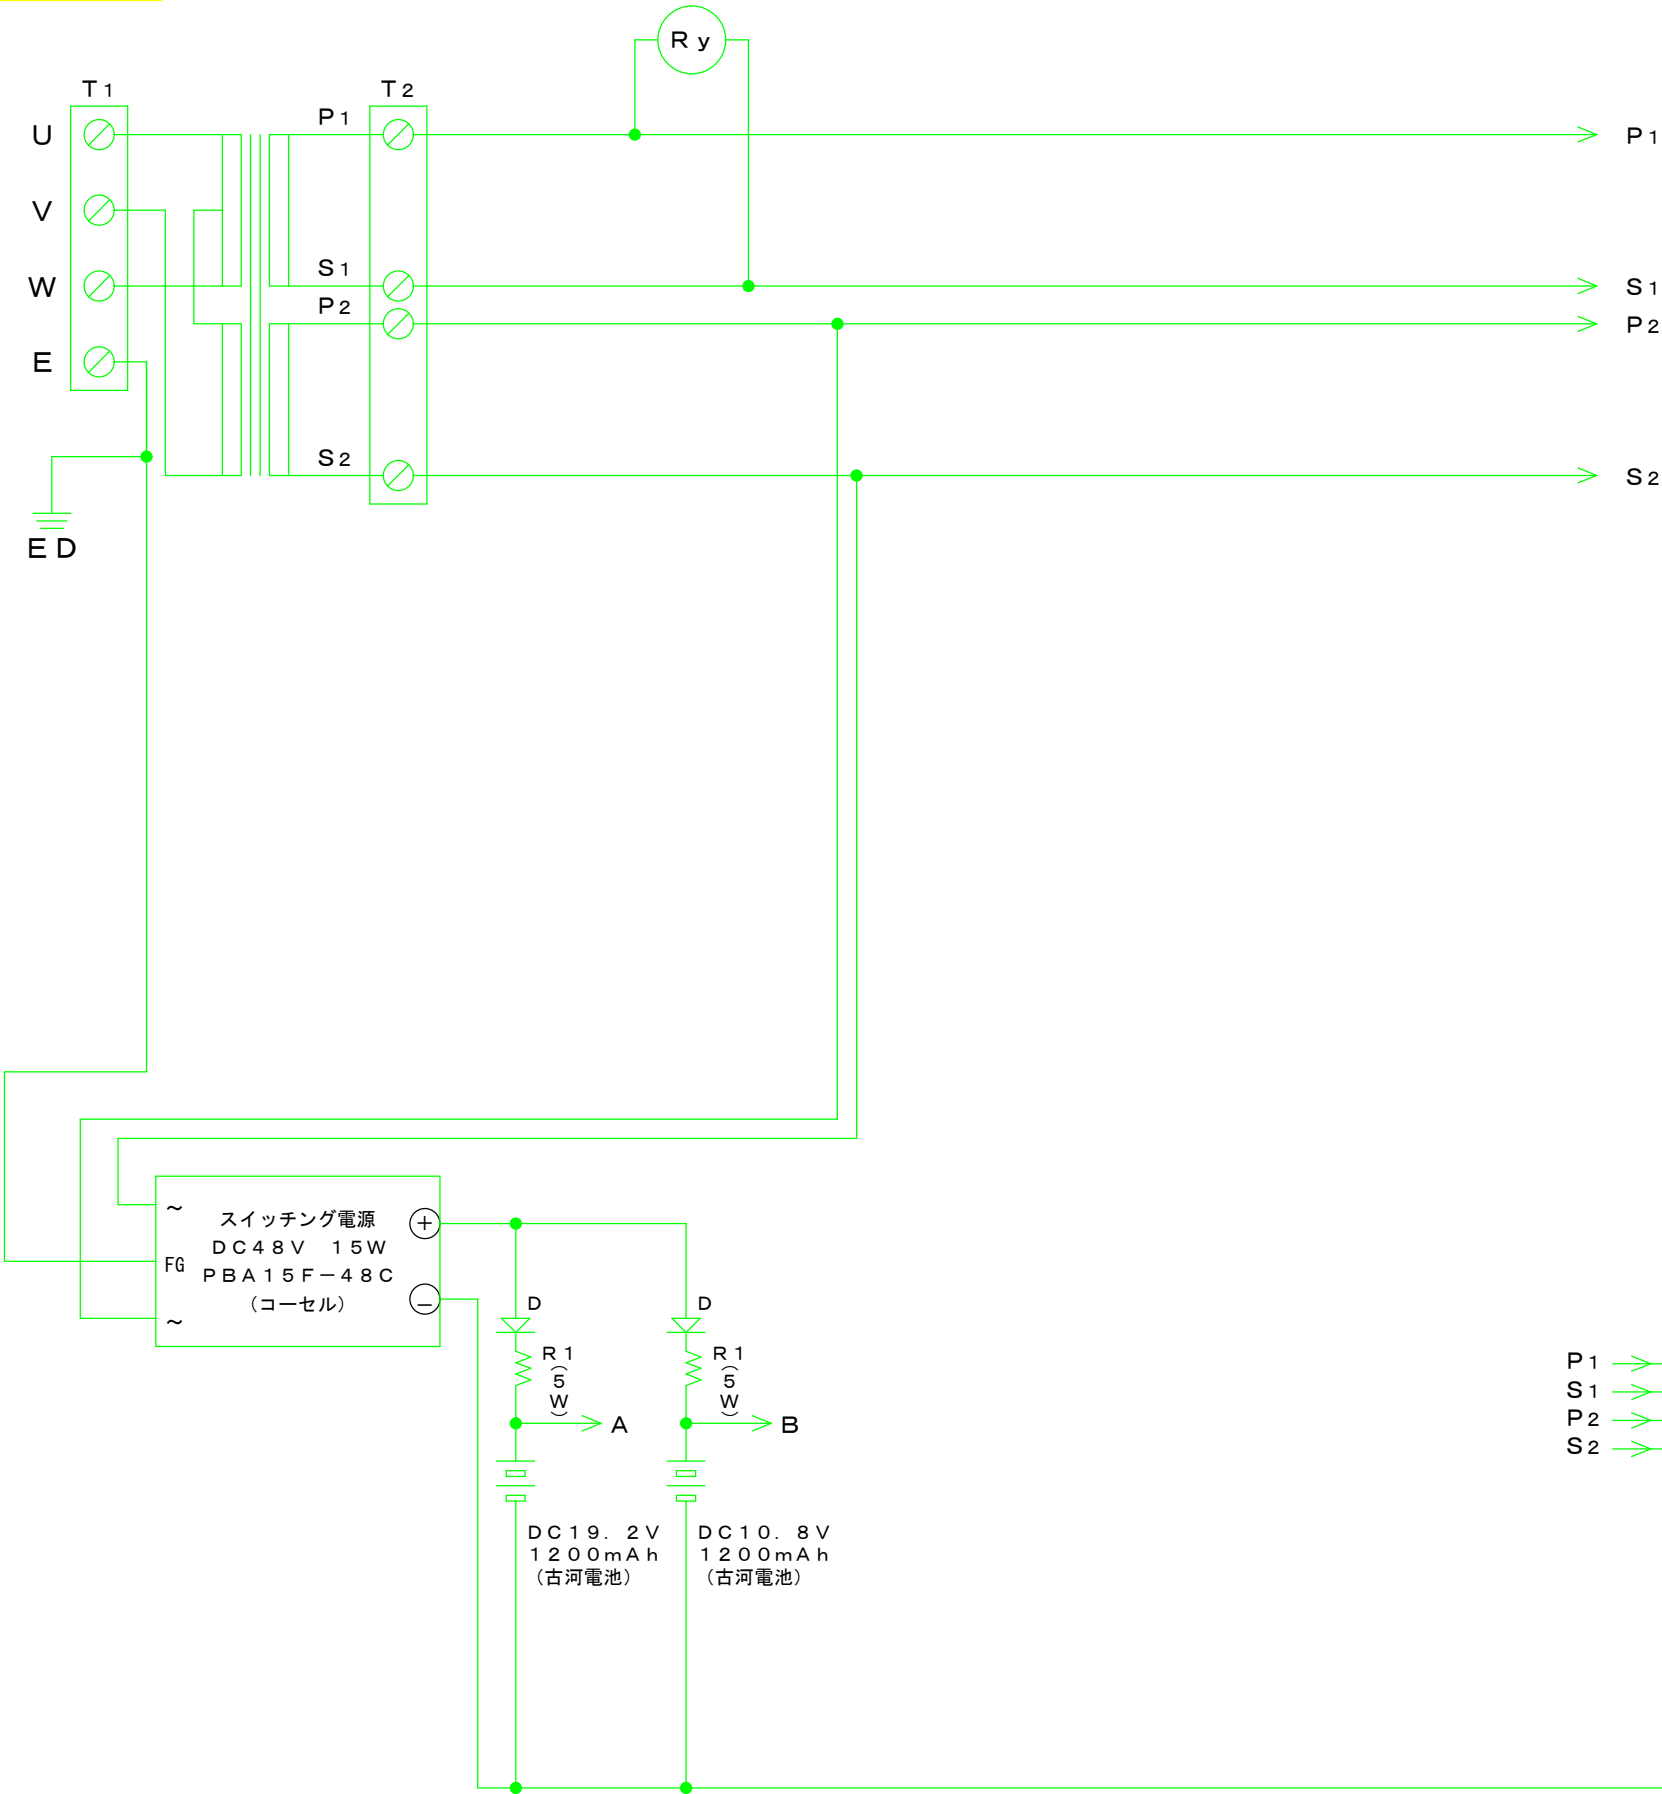 Ry
T1
T2
U
P1
P1
V
W
S1
S1
P2
P2
E
S2
S2
ED
~
スイッチング電源
DC48V 15W
FG
PBA15F-48C
(コーセル)
~
+
−
D
D
R1
(5W)
R1
(5W)
A
B
P1
S1
P2
S2
DC19.2V
1200mAh
(古河電池)
DC10.8V
1200mAh
(古河電池)